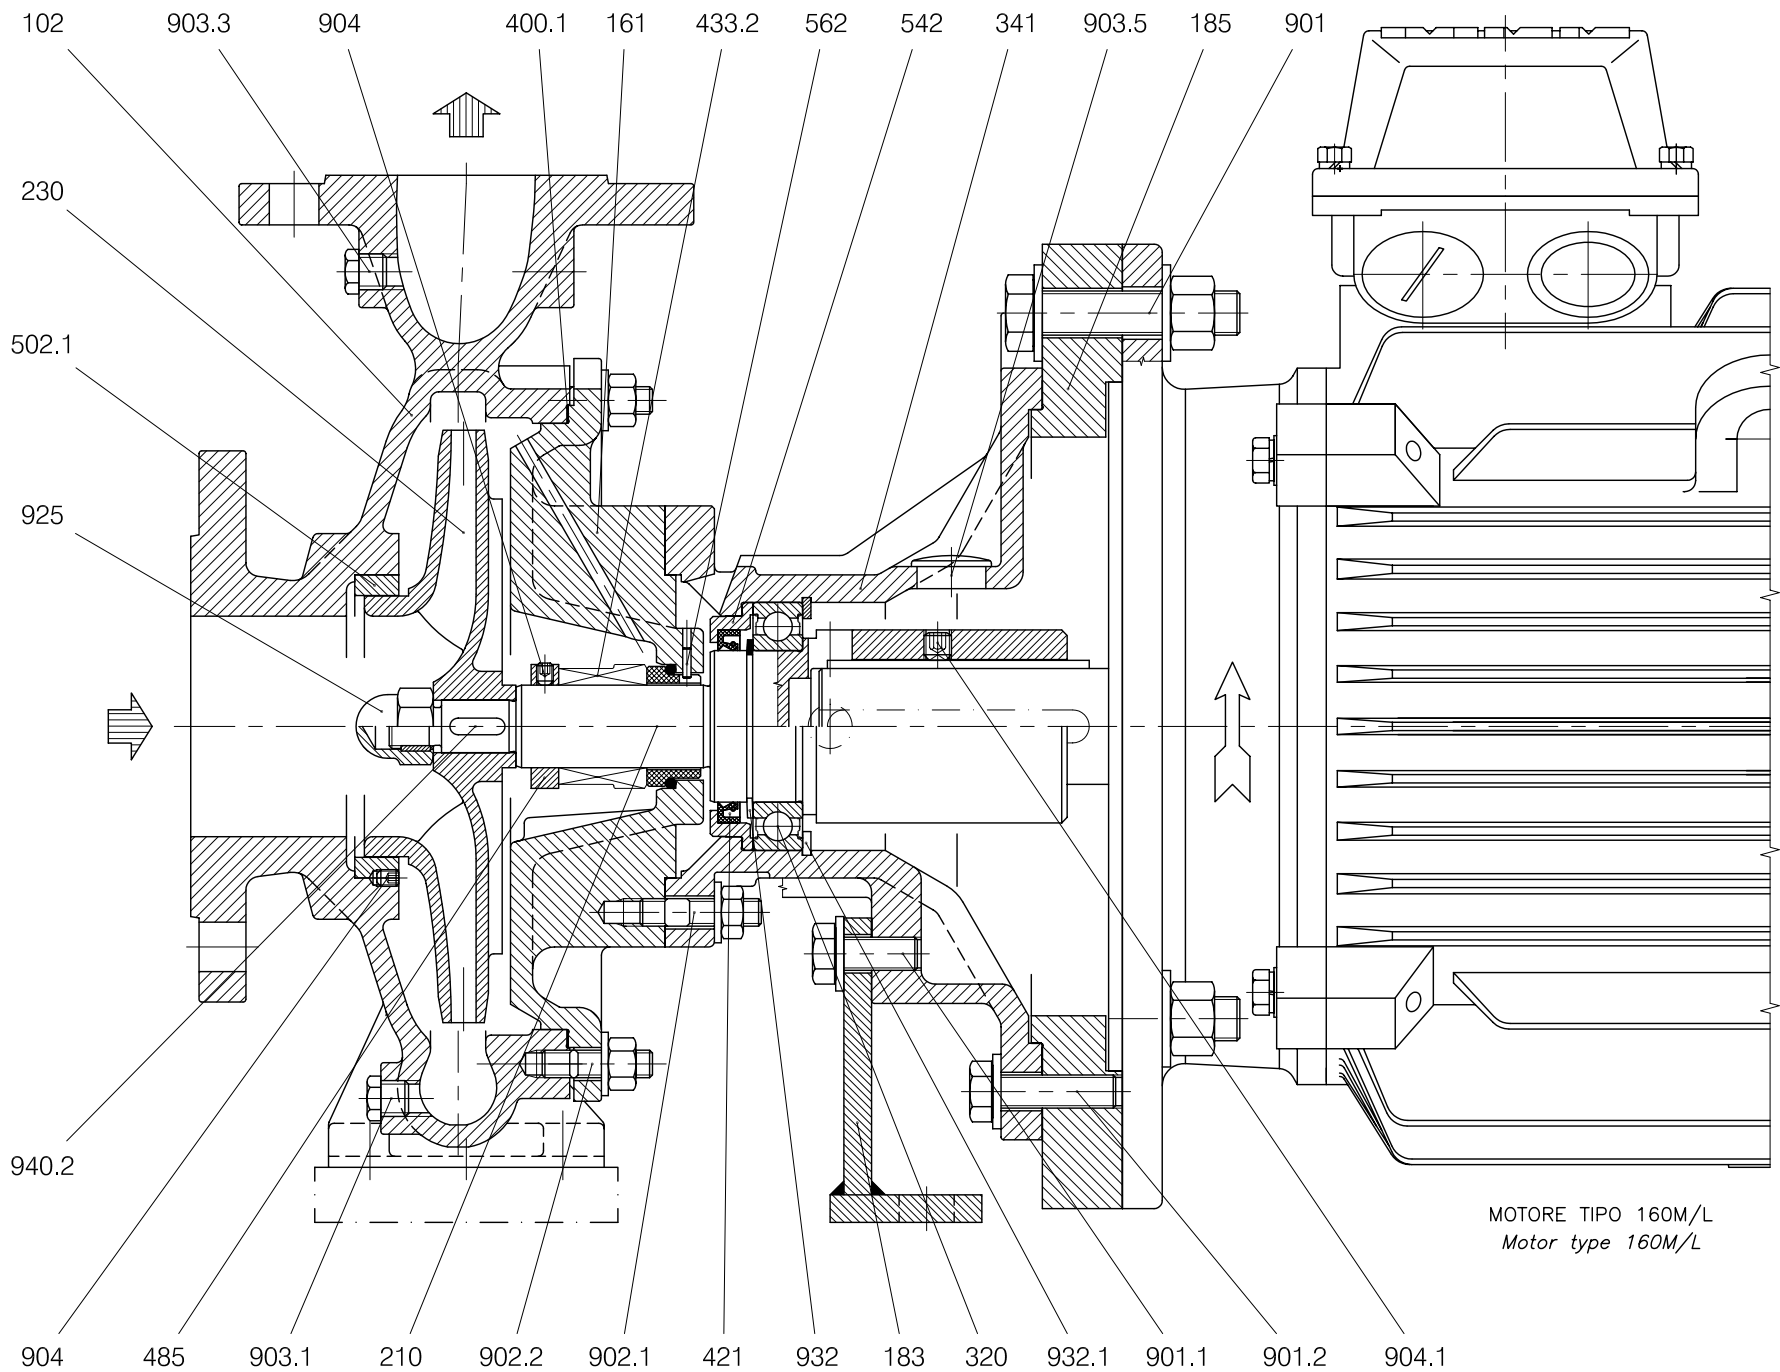 102 903.3 904 400.1 161 433.2 562 542 341 903.5 185 901
230
502.1
925
940.2
MOTORE TIPO 160M/L
Motor type 160M/L
904 485 903.1 210 902.2 902.1 421 932 183 320 932.1 901.1 901.2 904.1